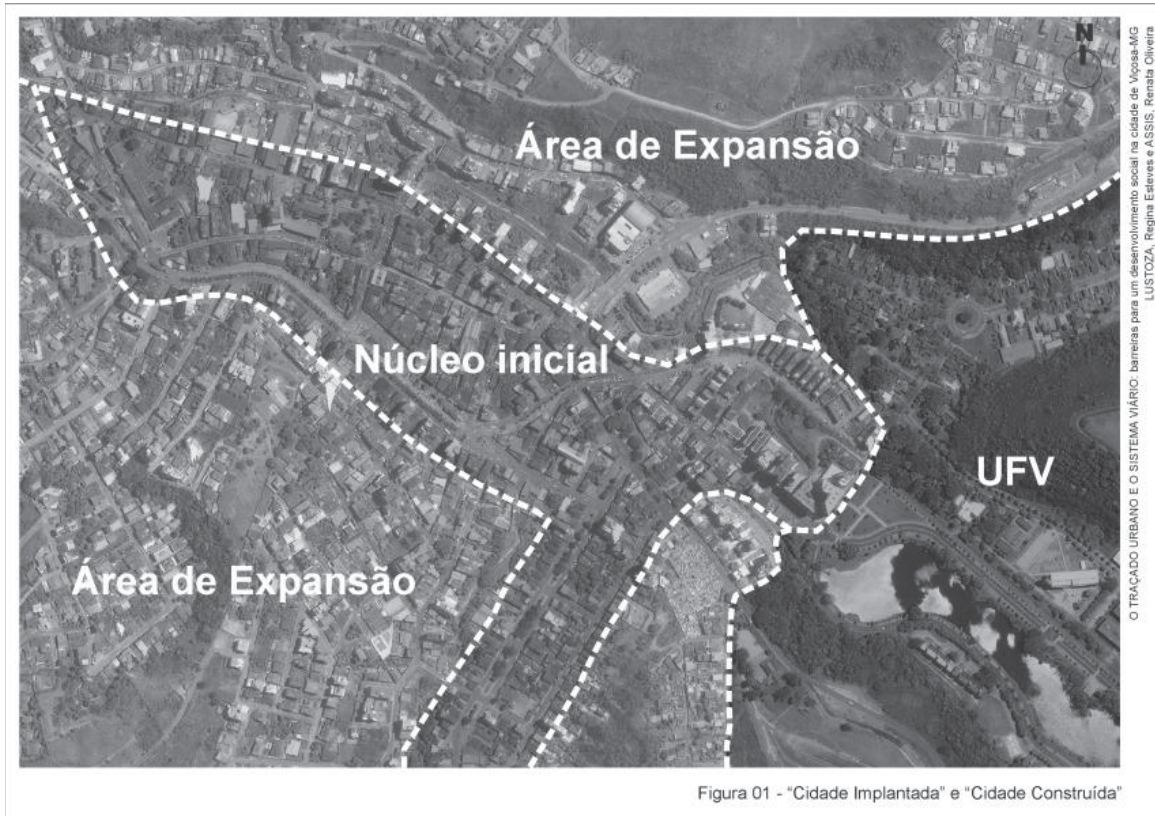 N
Área de Expansão
Núcleo inicial
UFV
Área de Expansão
O TRAÇADO URBANO E O SISTEMA VIÁRIO: barreiras para um desenvolvimento social na cidade de Viçosa-MG
LUSTOZA, Regina Esteves e ASSIS, Renata Oliveira
Figura 01 - “Cidade Implantada” e “Cidade Construída”